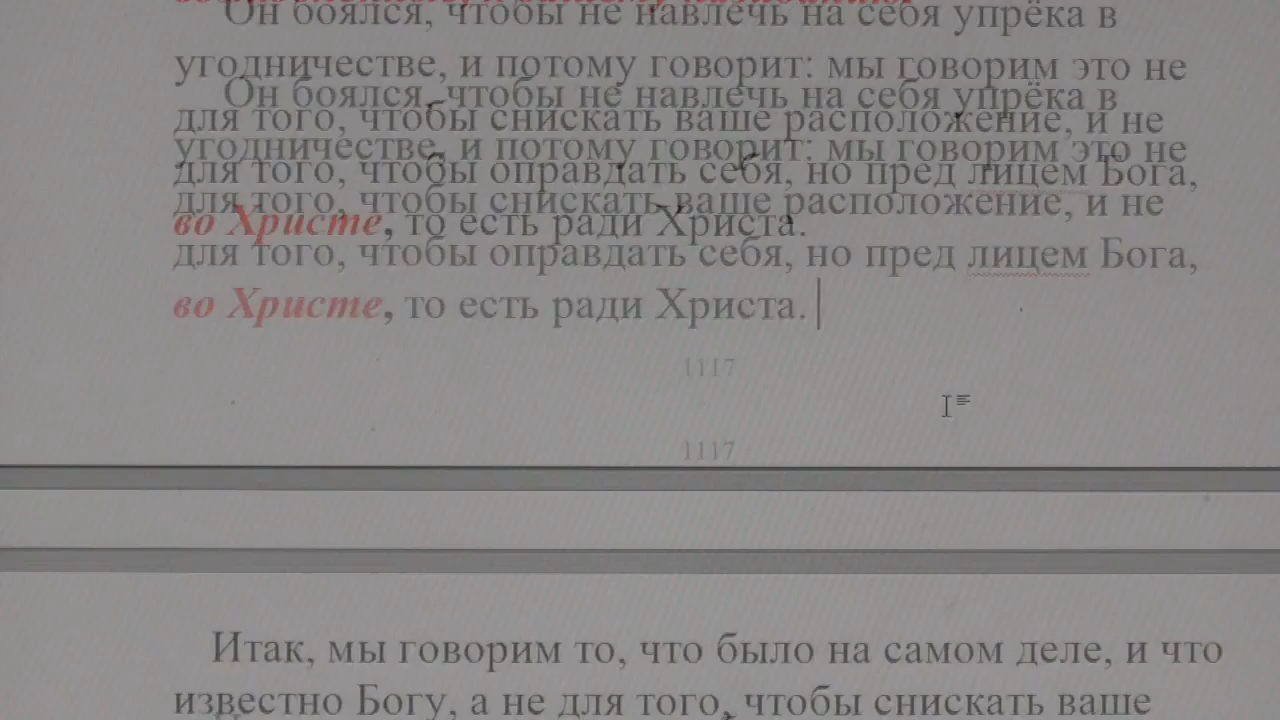 Он боялся, чтобы не навлечь на себя упрёка в
угодничестве, и потому говорит: мы говорим это не
Он боялся, чтобы не навлечь на себя упрёка в
для того, чтобы снискать ваше расположение, и не
угодничестве, и потому говорит: мы говорим это не
для того, чтобы оправдать себя, но пред лицем Бога,
для того, чтобы снискать ваше расположение, и не
во Христе, то есть ради Христа.
для того, чтобы оправдать себя, но пред лицем Бога,
во Христе, то есть ради Христа.
1117
1117
Итак, мы говорим то, что было на самом деле, и что
известно Богу, а не для того, чтобы снискать ваше